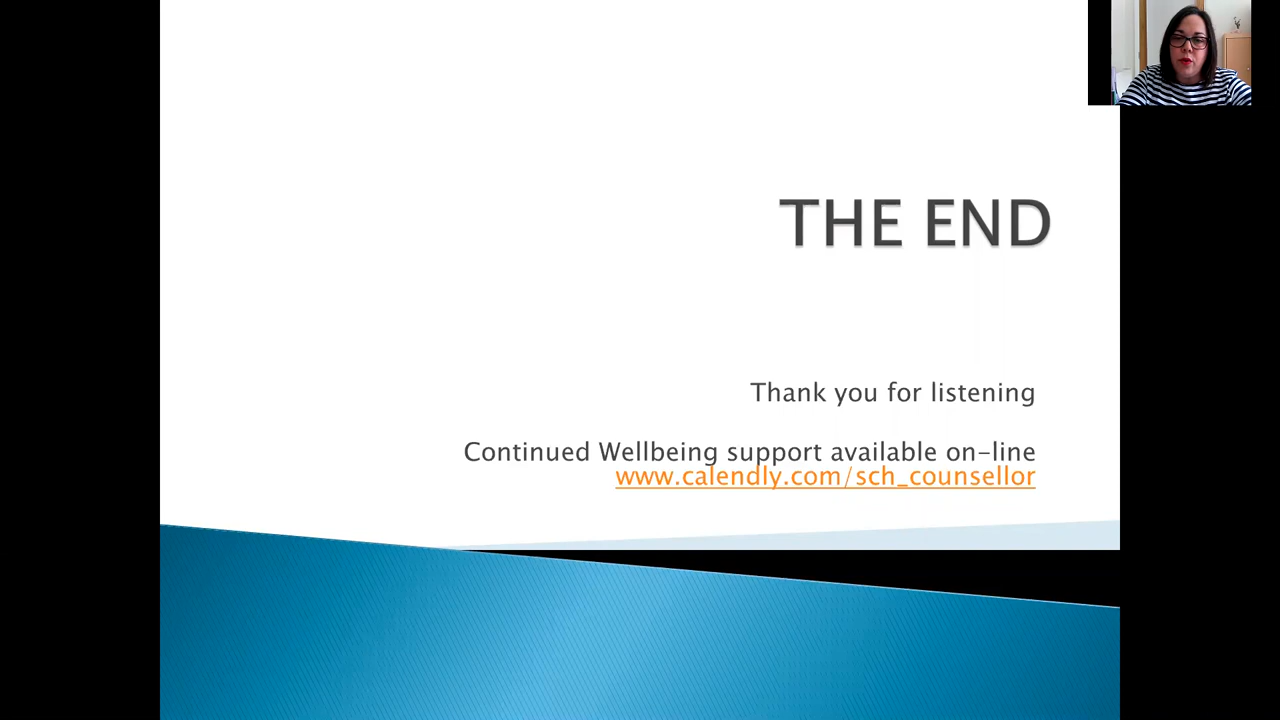 THE END
Thank you for listening
Continued Wellbeing support available on-line
www.calendly.com/sch_counsellor